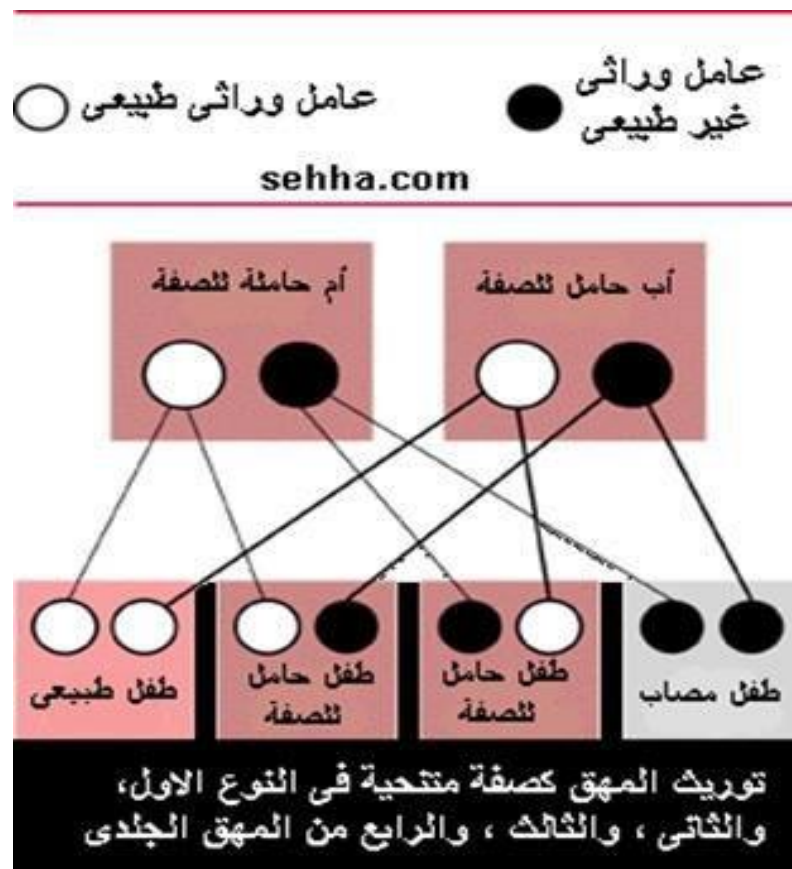 عامل وراثى
غير طبيعى
عامل وراثى طبيعى
sehha.com
أب حامل للصفة
أم حاملة للصفة
طفل مصاب
طفل حامل
للصفة
طفل حامل
للصفة
طفل طبيعى
توريث المهق كصفة متنحية فى النوع الاول،
والثانى ، والثالث ، والرابع من المهق الجلدى